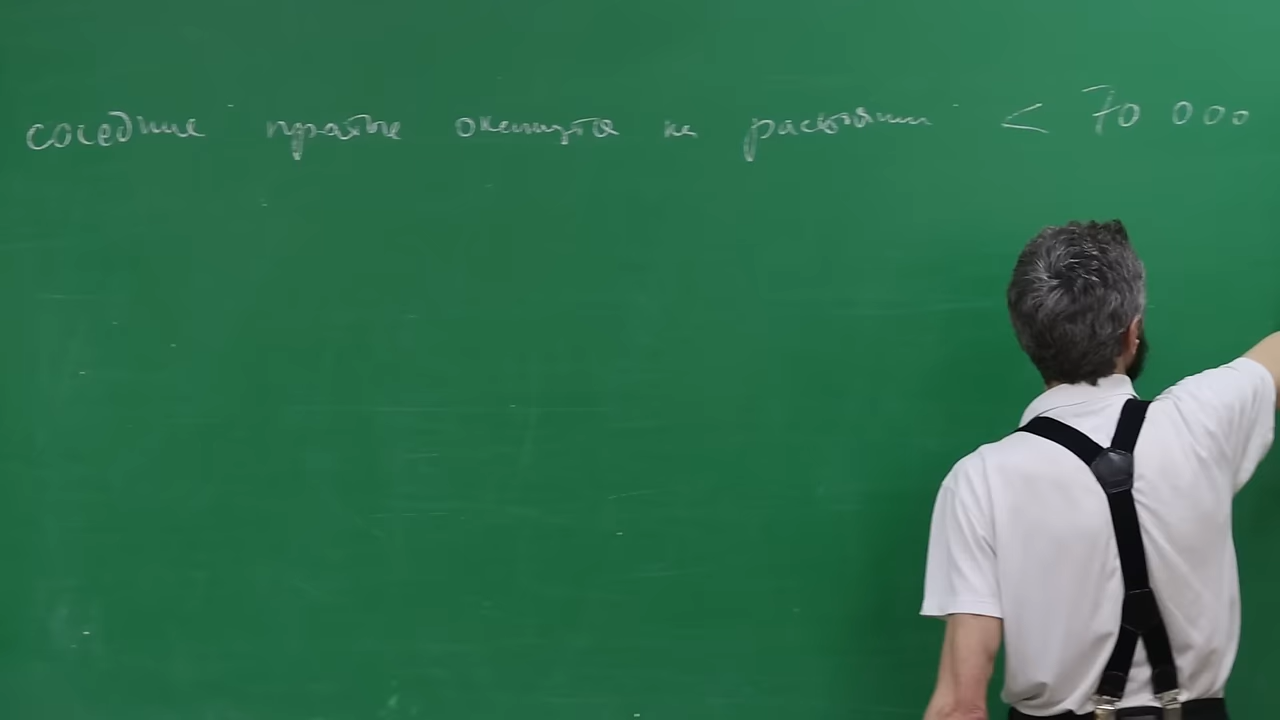 соседние простые окажутся на расстоянии < 70 000